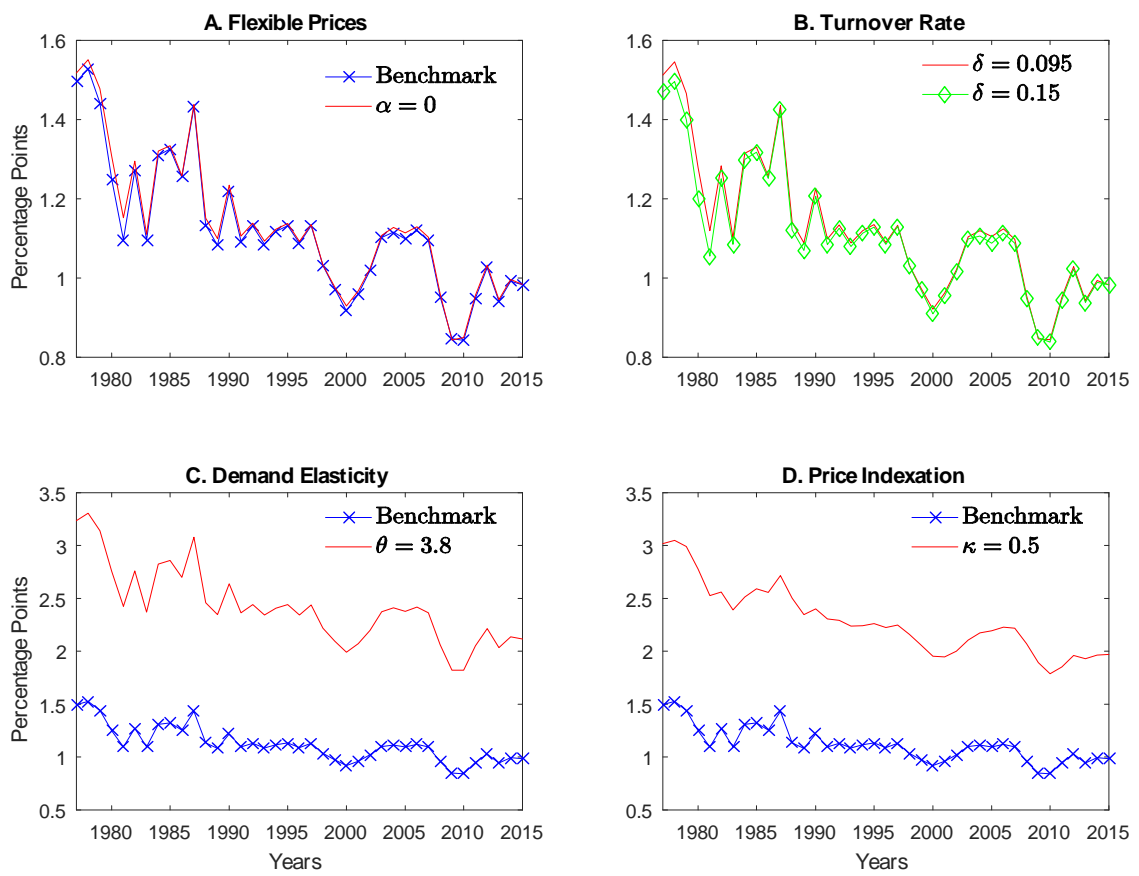 A. Flexible Prices
Percentage Points
1.6
1.4
1.2
1
0.8
Benchmark
α = 0
1980 1985 1990 1995 2000 2005 2010 2015
B. Turnover Rate
1.6
1.4
1.2
1
0.8
δ = 0.095
δ = 0.15
1980 1985 1990 1995 2000 2005 2010 2015
C. Demand Elasticity
Percentage Points
3.5
3
2.5
2
1.5
1
0.5
Benchmark
θ = 3.8
1980 1985 1990 1995 2000 2005 2010 2015
Years
D. Price Indexation
3.5
3
2.5
2
1.5
1
0.5
Benchmark
κ = 0.5
1980 1985 1990 1995 2000 2005 2010 2015
Years